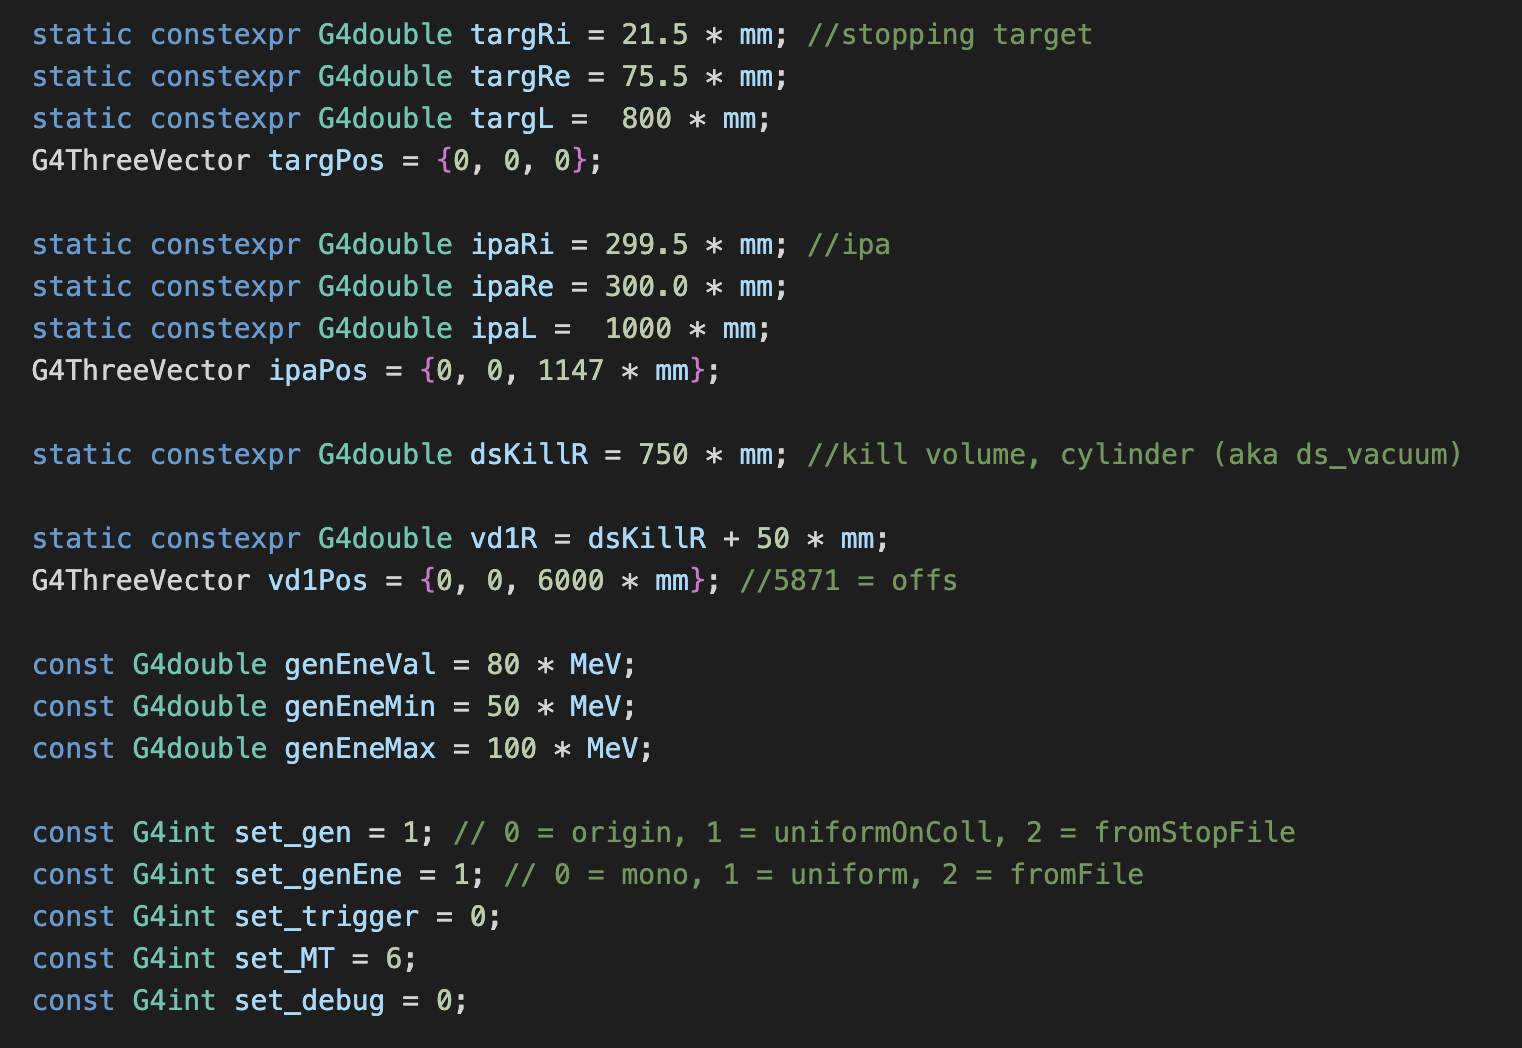 static constexpr G4double targRi = 21.5 * mm; //stopping target
static constexpr G4double targRe = 75.5 * mm;
static constexpr G4double targL =  800 * mm;
G4ThreeVector targPos = {0, 0, 0};

static constexpr G4double ipaRi = 299.5 * mm; //ipa
static constexpr G4double ipaRe = 300.0 * mm;
static constexpr G4double ipaL =  1000 * mm;
G4ThreeVector ipaPos = {0, 0, 1147 * mm};

static constexpr G4double dsKillR = 750 * mm; //kill volume, cylinder (aka ds_vacuum)

static constexpr G4double vd1R = dsKillR + 50 * mm;
G4ThreeVector vd1Pos = {0, 0, 6000 * mm}; //5871 = offs

const G4double genEneVal = 80 * MeV;
const G4double genEneMin = 50 * MeV;
const G4double genEneMax = 100 * MeV;

const G4int set_gen = 1; // 0 = origin, 1 = uniformOnColl, 2 = fromStopFile
const G4int set_genEne = 1; // 0 = mono, 1 = uniform, 2 = fromFile
const G4int set_trigger = 0;
const G4int set_MT = 6;
const G4int set_debug = 0;